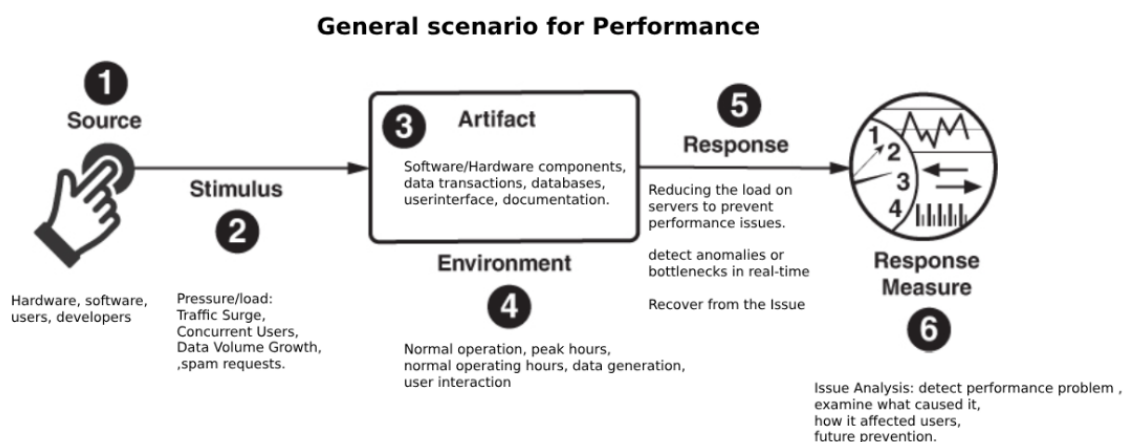 General scenario for Performance
1
Source
Hardware, software,
users, developers
Stimulus
2
Pressure/load:
Traffic Surge,
Concurrent Users,
Data Volume Growth,
,spam requests.
3
Artifact
Software/Hardware components,
data transactions, databases,
userinterface, documentation.
Environment
4
Normal operation, peak hours,
normal operating hours, data generation,
user interaction
5
Response
Reducing the load on
servers to prevent
performance issues.
detect anomalies or
bottlenecks in real-time
Recover from the Issue
1
2
3
4
Response
Measure
6
Issue Analysis: detect performance problem ,
examine what caused it,
how it affected users,
future prevention.